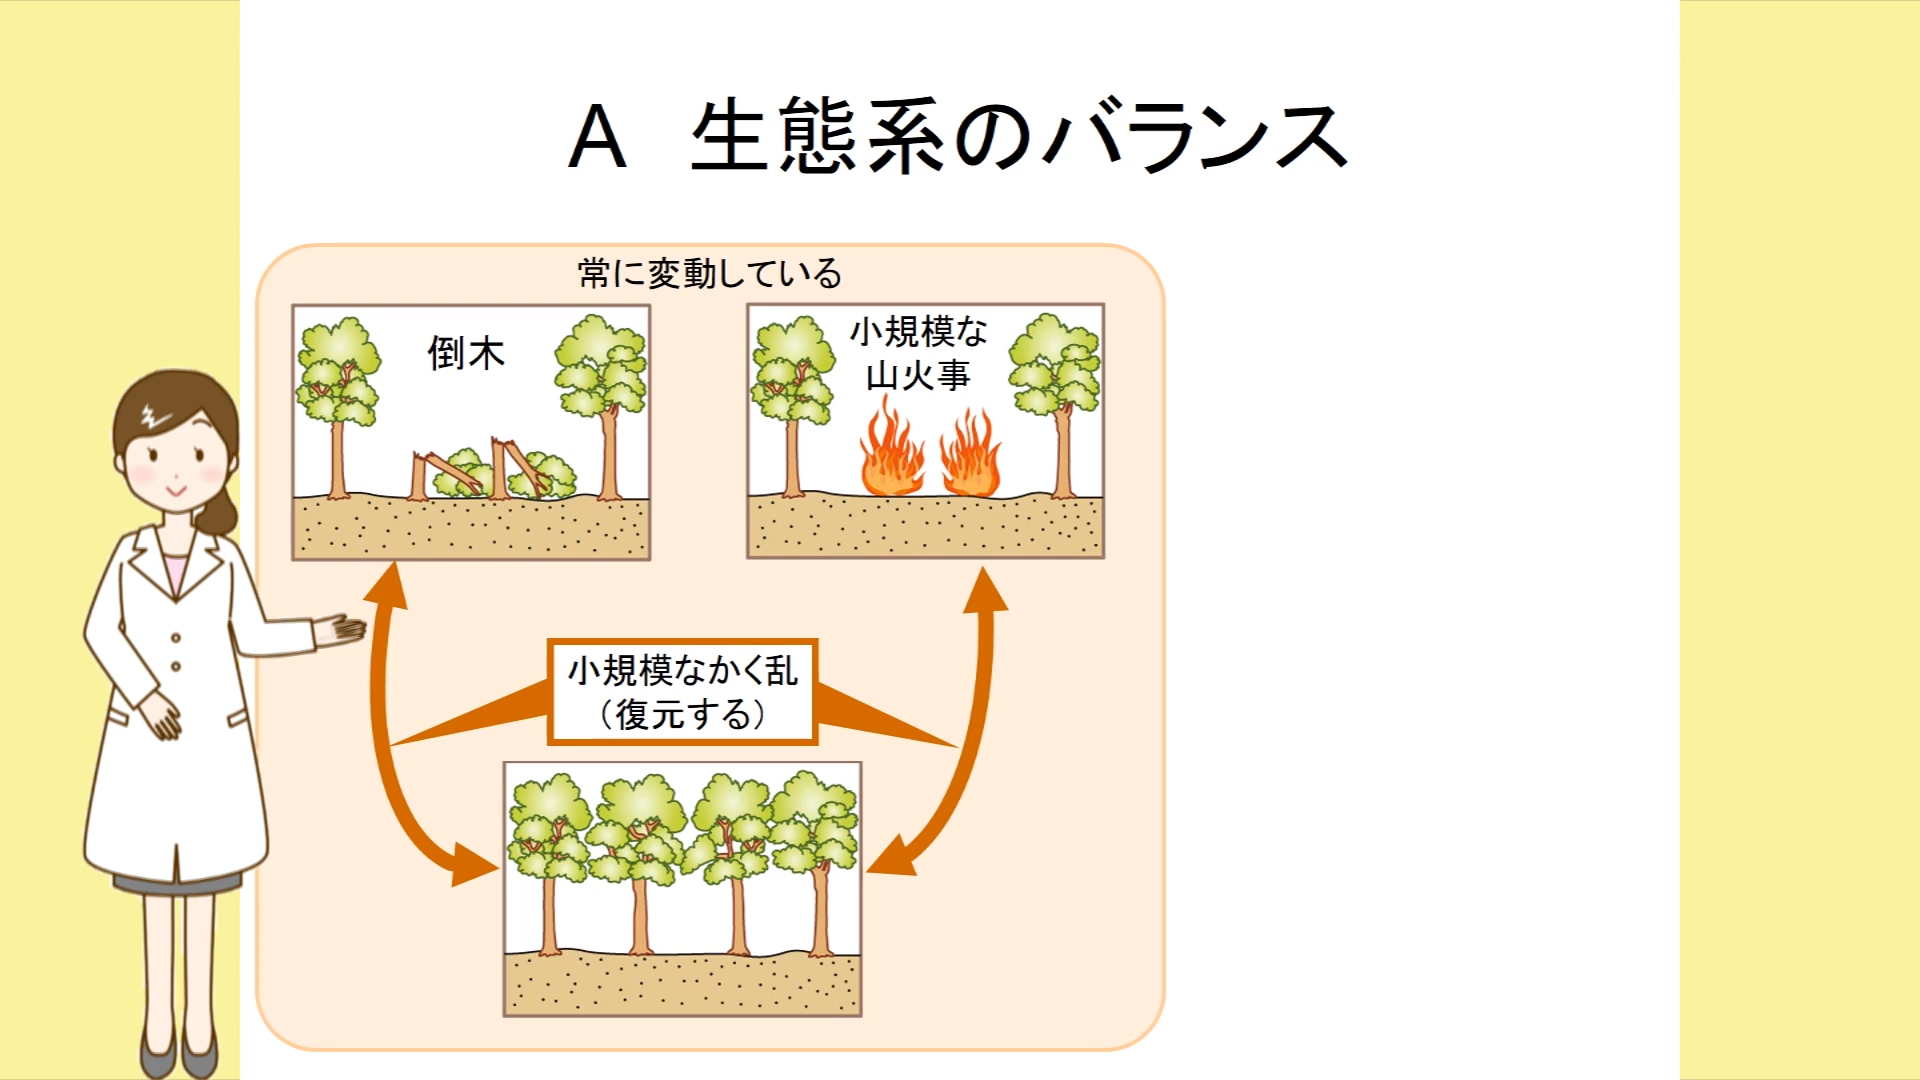 A 生態系のバランス
常に変動している
倒木
小規模な
山火事
小規模なかく乱
（復元する）